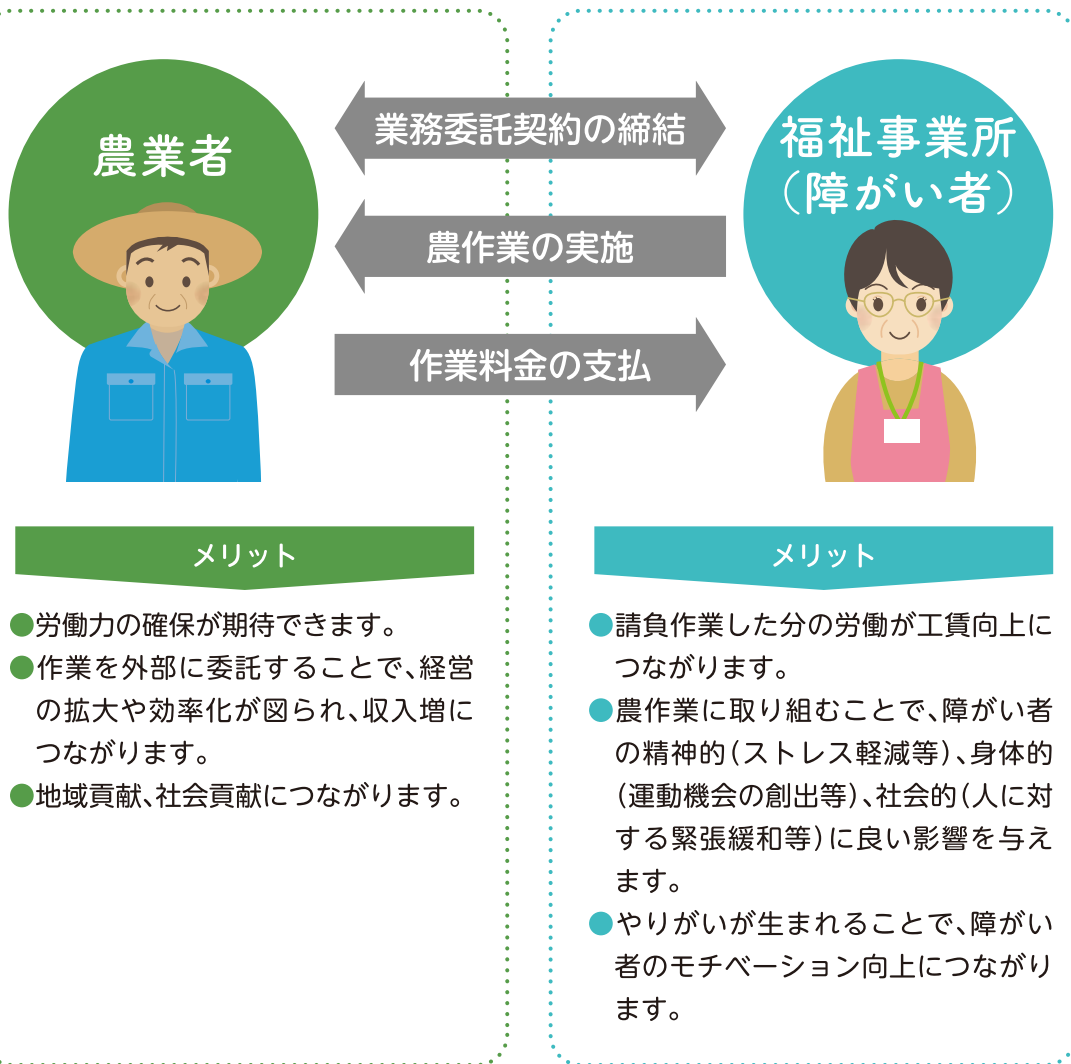 農業者
業務委託契約の締結
福祉事業所
（障がい者）
農作業の実施
作業料金の支払
メリット
●労働力の確保が期待できます。
●作業を外部に委託することで、経営
の拡大や効率化が図られ、収入増に
つながります。
●地域貢献、社会貢献につながります。
メリット
●請負作業した分の労働が工賃向上に
つながります。
●農作業に取り組むことで、障がい者
の精神的（ストレス軽減等）、身体的
（運動機会の創出等）、社会的（人に対
する緊張緩和等）に良い影響を与え
ます。
●やりがいが生まれることで、障がい
者のモチベーション向上につながり
ます。